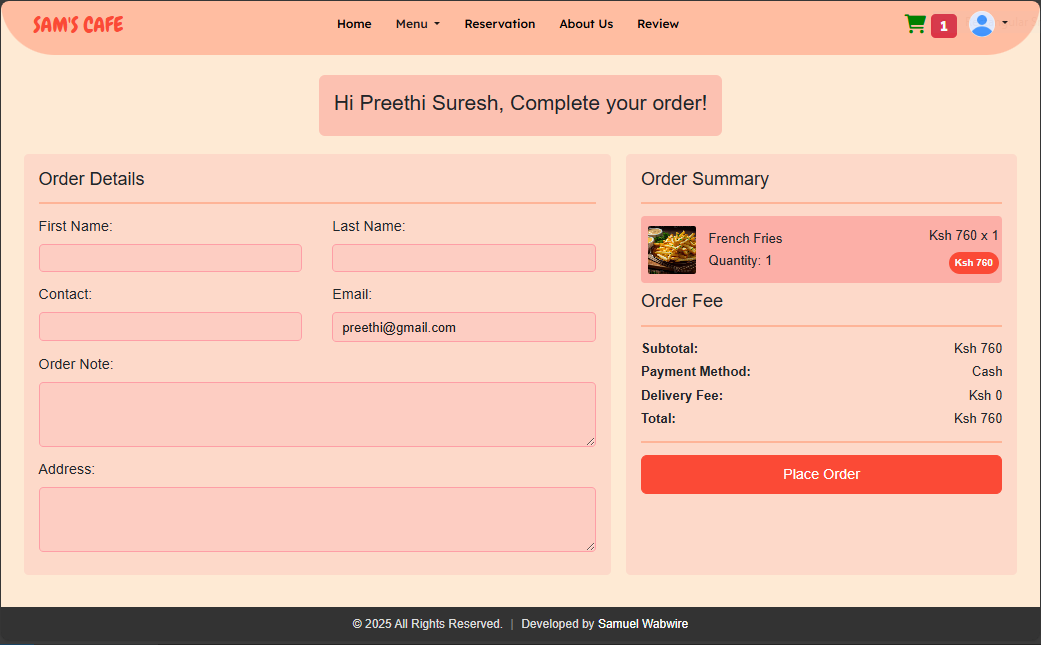 SAM'S CAFE
Home Menu Reservation About Us Review
1
Hi Preethi Suresh, Complete your order!
Order Details
First Name: Last Name:
Contact: Email:
preethi@gmail.com
Order Note:
Address:
Order Summary
French Fries Ksh 760 x 1
Quantity: 1 Ksh 760
Order Fee
Subtotal: Ksh 760
Payment Method: Cash
Delivery Fee: Ksh 0
Total: Ksh 760
Place Order
© 2025 All Rights Reserved. | Developed by Samuel Wabwire